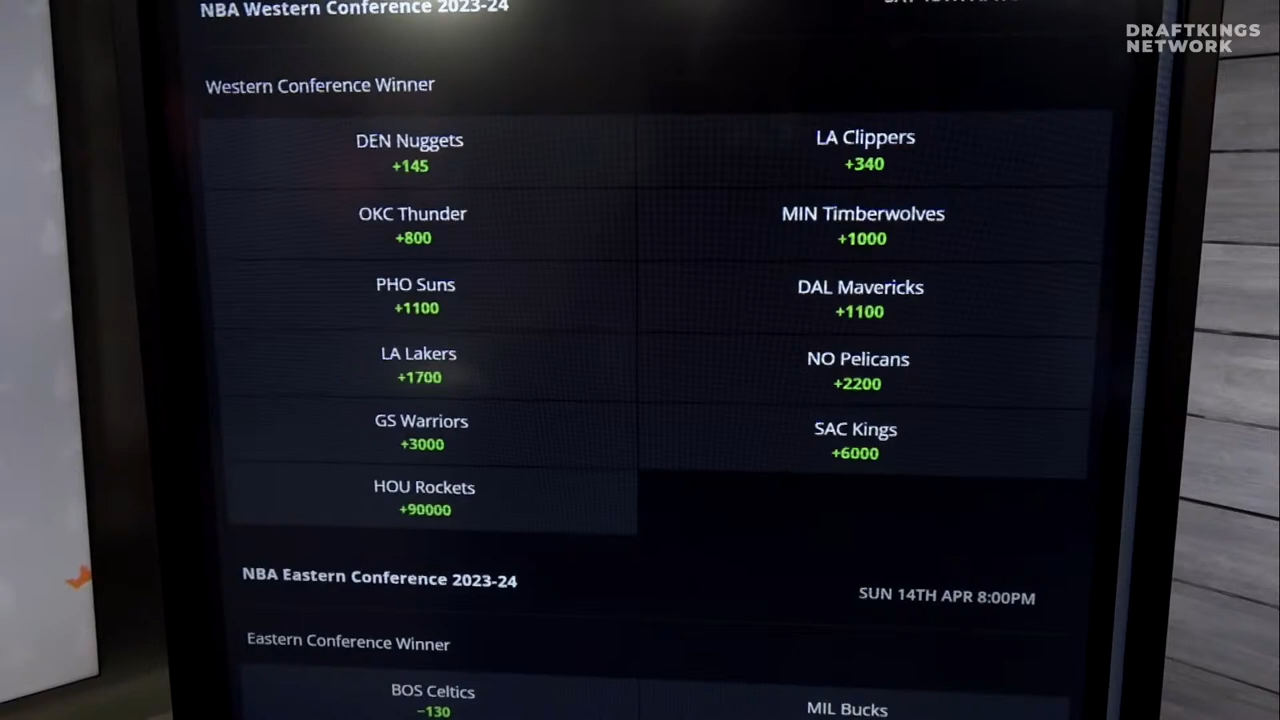 NBA Western Conference 2023-24
DRAFTKINGS
NETWORK
Western Conference Winner
DEN Nuggets
+145
LA Clippers
+340
OKC Thunder
+800
MIN Timberwolves
+1000
PHO Suns
+1100
DAL Mavericks
+1100
LA Lakers
+1700
NO Pelicans
+2200
GS Warriors
+3000
SAC Kings
+6000
HOU Rockets
+90000
NBA Eastern Conference 2023-24
SUN 14TH APR 8:00PM
Eastern Conference Winner
BOS Celtics
−130
MIL Bucks